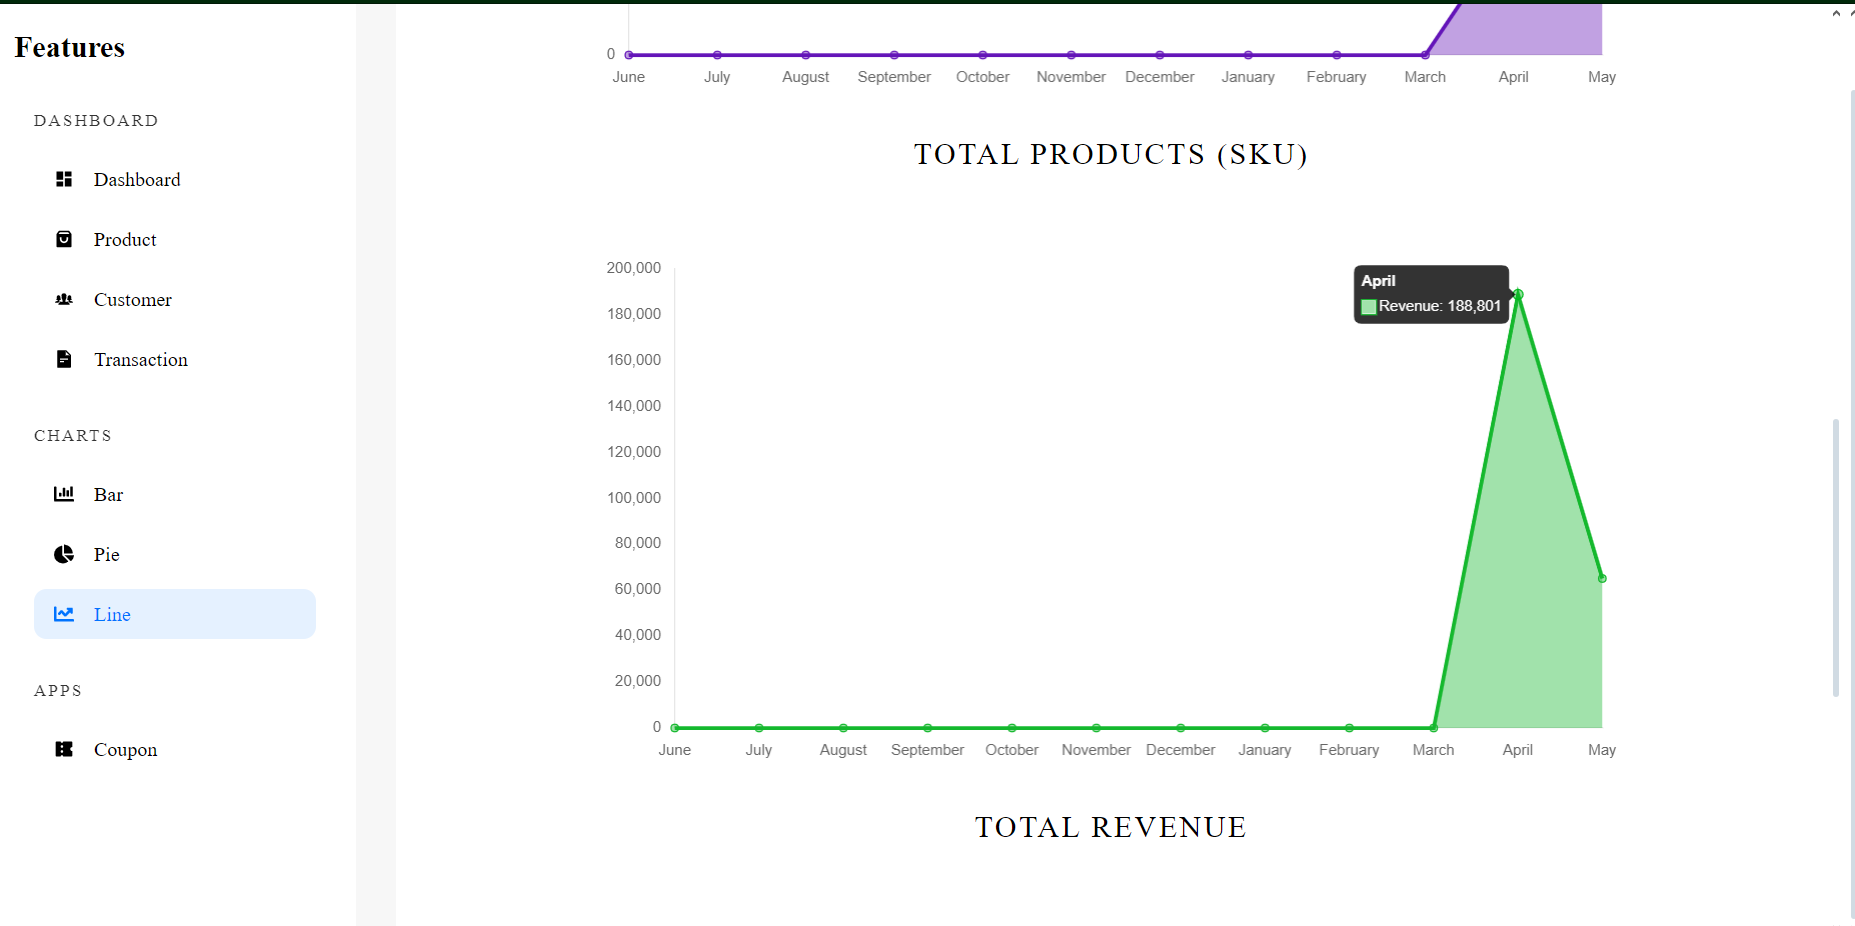 Features
DASHBOARD
Dashboard
Product
Customer
Transaction
CHARTS
Bar
Pie
Line
APPS
Coupon
0
June July August September October November December January February March April May
TOTAL PRODUCTS (SKU)
200,000
180,000
160,000
140,000
120,000
100,000
80,000
60,000
40,000
20,000
0
April
Revenue: 188,801
June July August September October November December January February March April May
TOTAL REVENUE